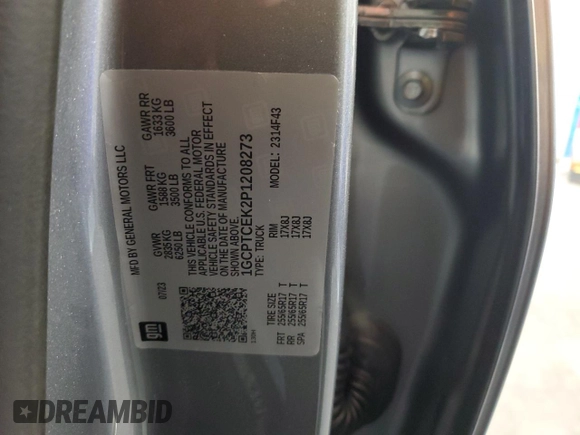 MFD BY GENERAL MOTORS LLC
07/23
GVWR GAWR FRT GAWR RR
2835 KG 1588 KG 1633 KG
6250 LB 3500 LB 3600 LB
THIS VEHICLE CONFORMS TO ALL
APPLICABLE U.S. FEDERAL MOTOR
VEHICLE SAFETY STANDARDS IN EFFECT
ON THE DATE OF MANUFACTURE
SHOWN ABOVE.
1GCPTCEK2P1208273
TYPE: TRUCK MODEL: 2314F43
TIRE SIZE RIM
FRT 255/65R17 T 17X8J
RR 255/65R17 T 17X8J
SPA 255/65R17 T 17X8J
gm
DREAMBID